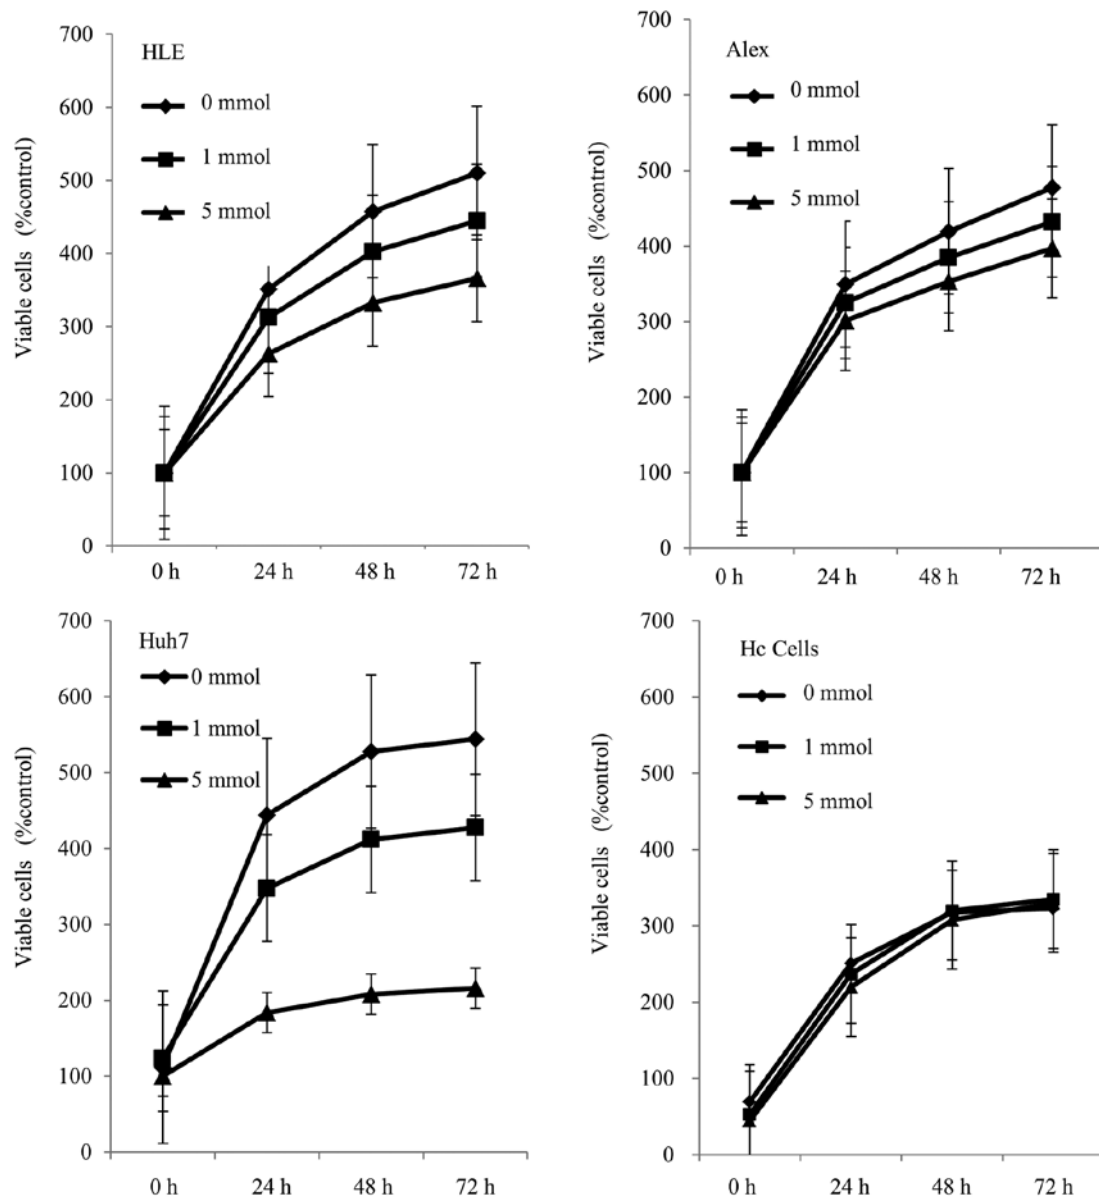 700
600
500
400
300
200
100
0
Viable cells (%control)
HLE
0 mmol
1 mmol
5 mmol
0 h 24 h 48 h 72 h
700
600
500
400
300
200
100
0
Viable cells (%control)
Alex
0 mmol
1 mmol
5 mmol
0 h 24 h 48 h 72 h
700
600
500
400
300
200
100
0
Viable cells (%control)
Huh7
0 mmol
1 mmol
5 mmol
0 h 24 h 48 h 72 h
700
600
500
400
300
200
100
0
Viable cells (%control)
Hc Cells
0 mmol
1 mmol
5 mmol
0 h 24 h 48 h 72 h